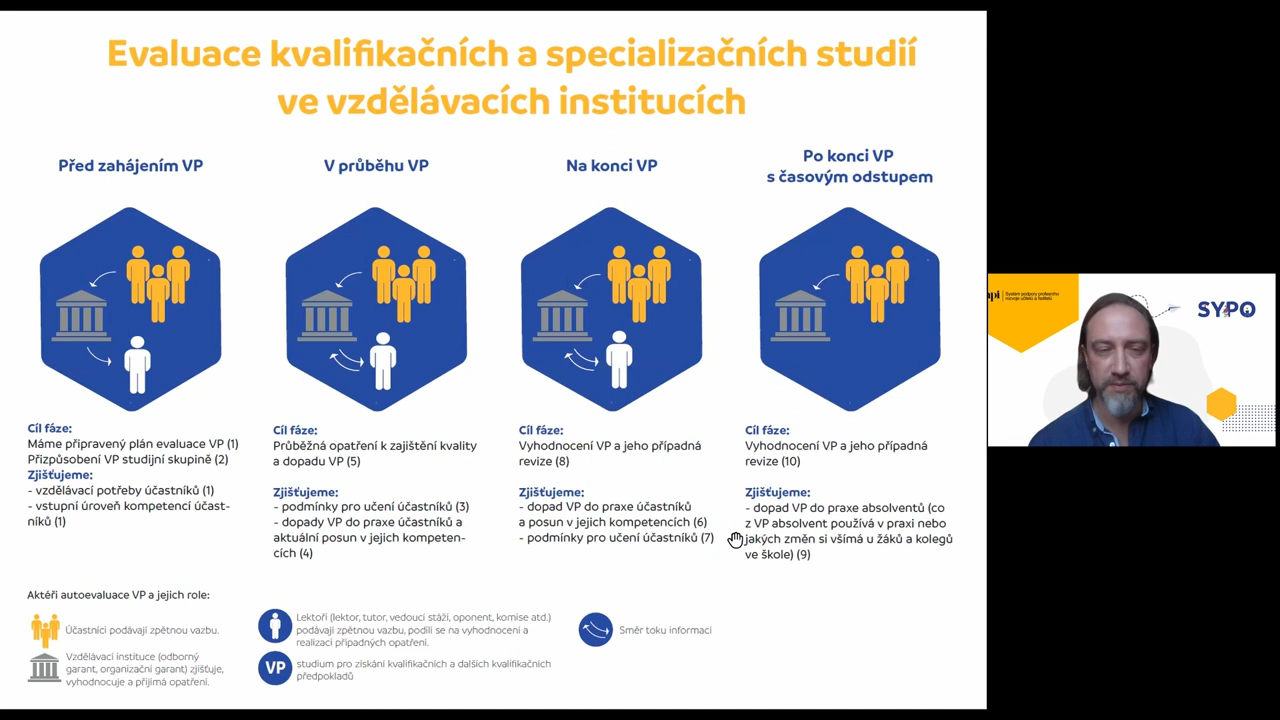 Evaluace kvalifikačních a specializačních studií
ve vzdělávacích institucích
Před zahájením VP
Cíl fáze:
Máme připravený plán evaluace VP (1)
Přizpůsobení VP studijní skupině (2)
Zjišťujeme:
- vzdělávací potřeby účastníků (1)
- vstupní úroveň kompetencí účast-
níků (1)
V průběhu VP
Cíl fáze:
Průběžná opatření k zajištění kvality
a dopadu VP (5)
Zjišťujeme:
- podmínky pro učení účastníků (3)
- dopady VP do praxe účastníků a
aktuální posun v jejich kompeten-
cích (4)
Na konci VP
Cíl fáze:
Vyhodnocení VP a jeho případná
revize (8)
Zjišťujeme:
- dopad VP do praxe účastníků
a posun v jejich kompetencích (6)
- podmínky pro učení účastníků (7)
Po konci VP
s časovým odstupem
Cíl fáze:
Vyhodnocení VP a jeho případná
revize (10)
Zjišťujeme:
- dopad VP do praxe absolventů (co
z VP absolvent používá v praxi nebo
jakých změn si všímá u žáků a kolegů
ve škole) (9)
Aktéři autoevaluace VP a jejich role:
Účastníci podávají zpětnou vazbu.
Vzdělávací instituce (odborný
garant, organizační garant) zjišťuje,
vyhodnocuje a přijímá opatření.
Lektoři (lektor, tutor, vedoucí stáží, oponent, komise atd.)
podávají zpětnou vazbu, podílí se na vyhodnocení a
realizaci případných opatření.
VP
studium pro získání kvalifikačních a dalších kvalifikačních
předpokladů
Směr toku informací
Systém podpory profesního
rozvoje učitelů a ředitelů
SYPO